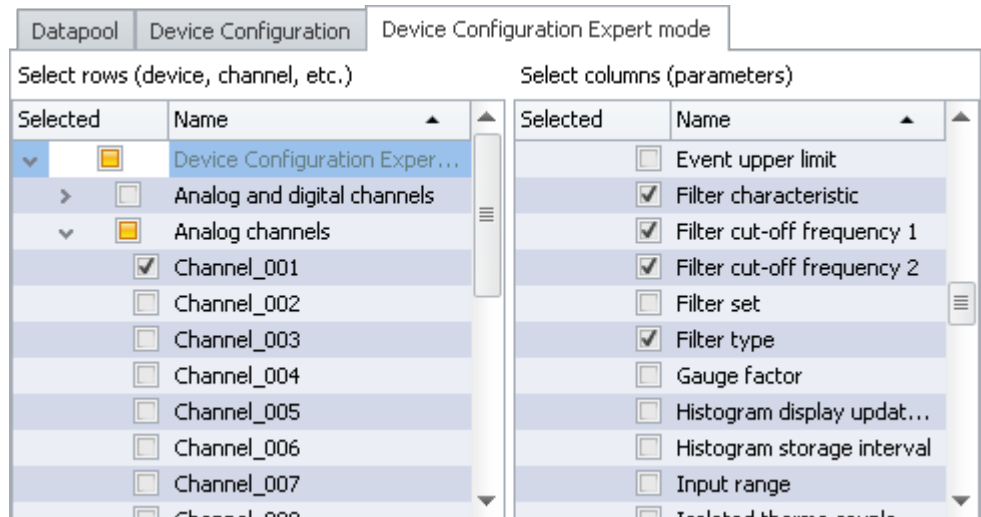 Datapool Device Configuration Device Configuration Expert mode
Select rows (device, channel, etc.) Select columns (parameters)
Selected Name Selected Name
Device Configuration Exper... Event upper limit
Analog and digital channels Filter characteristic
Analog channels Filter cut-off frequency 1
Channel_001 Filter cut-off frequency 2
Channel_002 Filter set
Channel_003 Filter type
Channel_004 Gauge factor
Channel_005 Histogram display updat...
Channel_006 Histogram storage interval
Channel_007 Input range